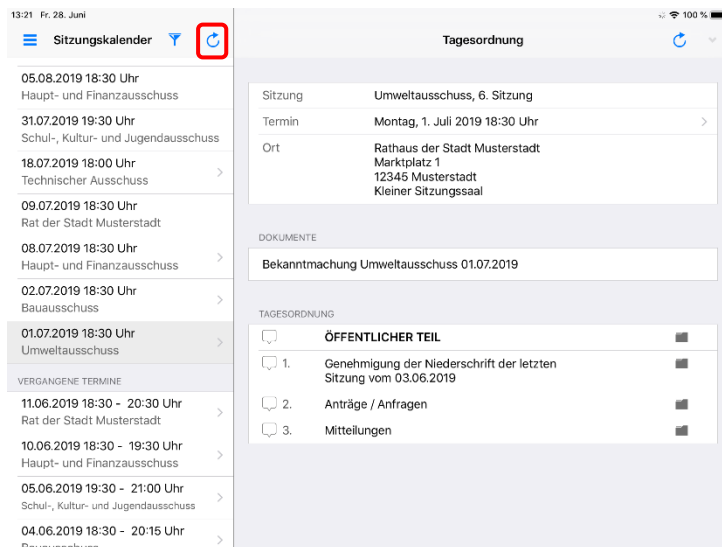 13:21 Fr. 28. Juni
100 %
Sitzungskalender
05.08.2019 18:30 Uhr
Haupt- und Finanzausschuss
31.07.2019 19:30 Uhr
Schul-, Kultur- und Jugendausschuss
18.07.2019 18:00 Uhr
Technischer Ausschuss
09.07.2019 18:30 Uhr
Rat der Stadt Musterstadt
08.07.2019 18:30 Uhr
Haupt- und Finanzausschuss
02.07.2019 18:30 Uhr
Bauausschuss
01.07.2019 18:30 Uhr
Umweltausschuss
VERGANGENE TERMINE
11.06.2019 18:30 - 20:30 Uhr
Rat der Stadt Musterstadt
10.06.2019 18:30 - 19:30 Uhr
Haupt- und Finanzausschuss
05.06.2019 19:30 - 21:00 Uhr
Schul-, Kultur- und Jugendausschuss
04.06.2019 18:30 - 20:15 Uhr
Bauausschuss
Tagesordnung
Sitzung Umweltausschuss, 6. Sitzung
Termin Montag, 1. Juli 2019 18:30 Uhr
Ort Rathaus der Stadt Musterstadt
Marktplatz 1
12345 Musterstadt
Kleiner Sitzungssaal
DOKUMENTE
Bekanntmachung Umweltausschuss 01.07.2019
TAGESORDNUNG
ÖFFENTLICHER TEIL
1. Genehmigung der Niederschrift der letzten
Sitzung vom 03.06.2019
2. Anträge / Anfragen
3. Mitteilungen